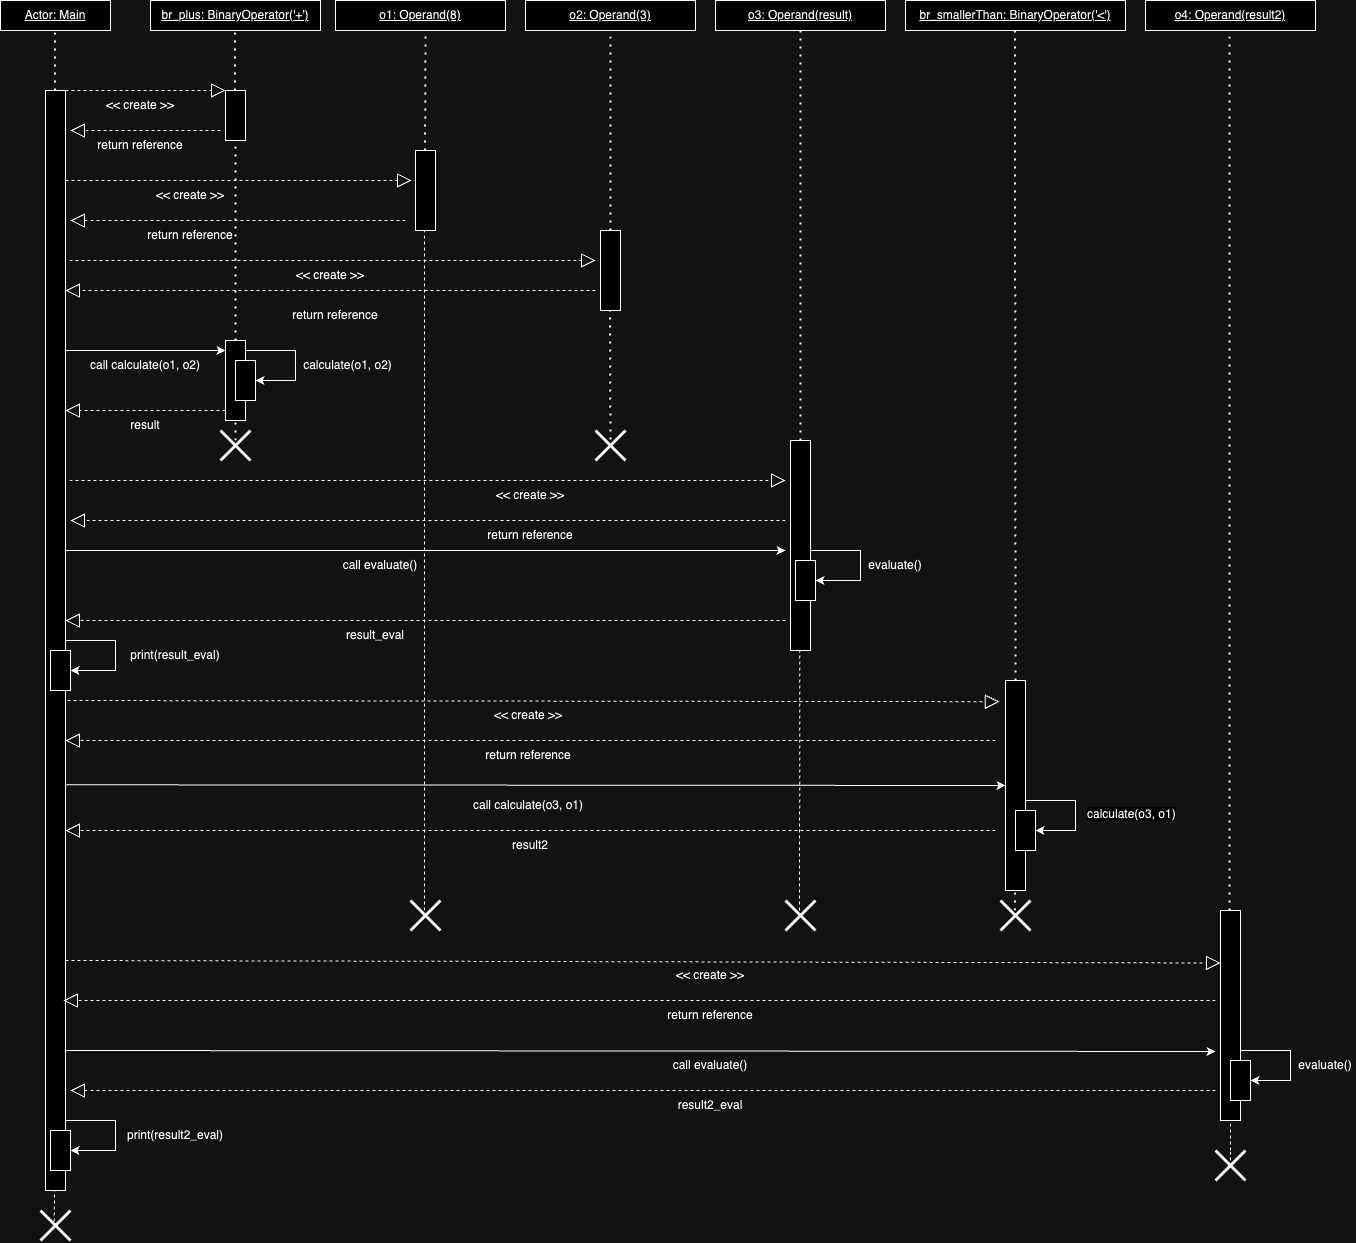 Actor: Main
br_plus: BinaryOperator('+')
o1: Operand(8)
o2: Operand(3)
o3: Operand(result)
br_smallerThan: BinaryOperator('<')
o4: Operand(result2)
<< create >>
return reference
<< create >>
return reference
<< create >>
return reference
call calculate(o1, o2)
calculate(o1, o2)
result
<< create >>
return reference
call evaluate()
evaluate()
result_eval
print(result_eval)
<< create >>
return reference
call calculate(o3, o1)
calculate(o3, o1)
result2
<< create >>
return reference
call evaluate()
evaluate()
result2_eval
print(result2_eval)